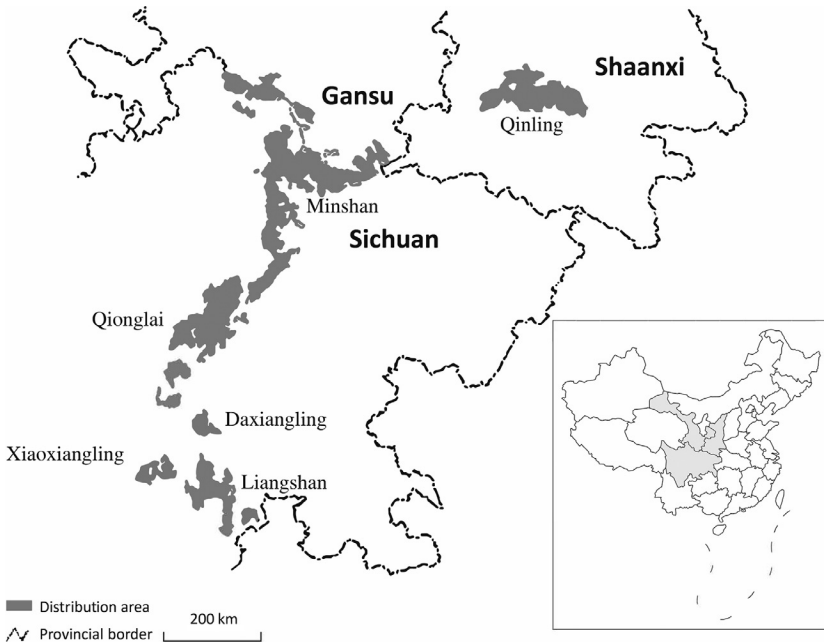 Shaanxi
Gansu
Qinling
Minshan
Sichuan
Qionglai
Daxiangling
Xiaoxiangling
Liangshan
Distribution area
200 km
Provincial border